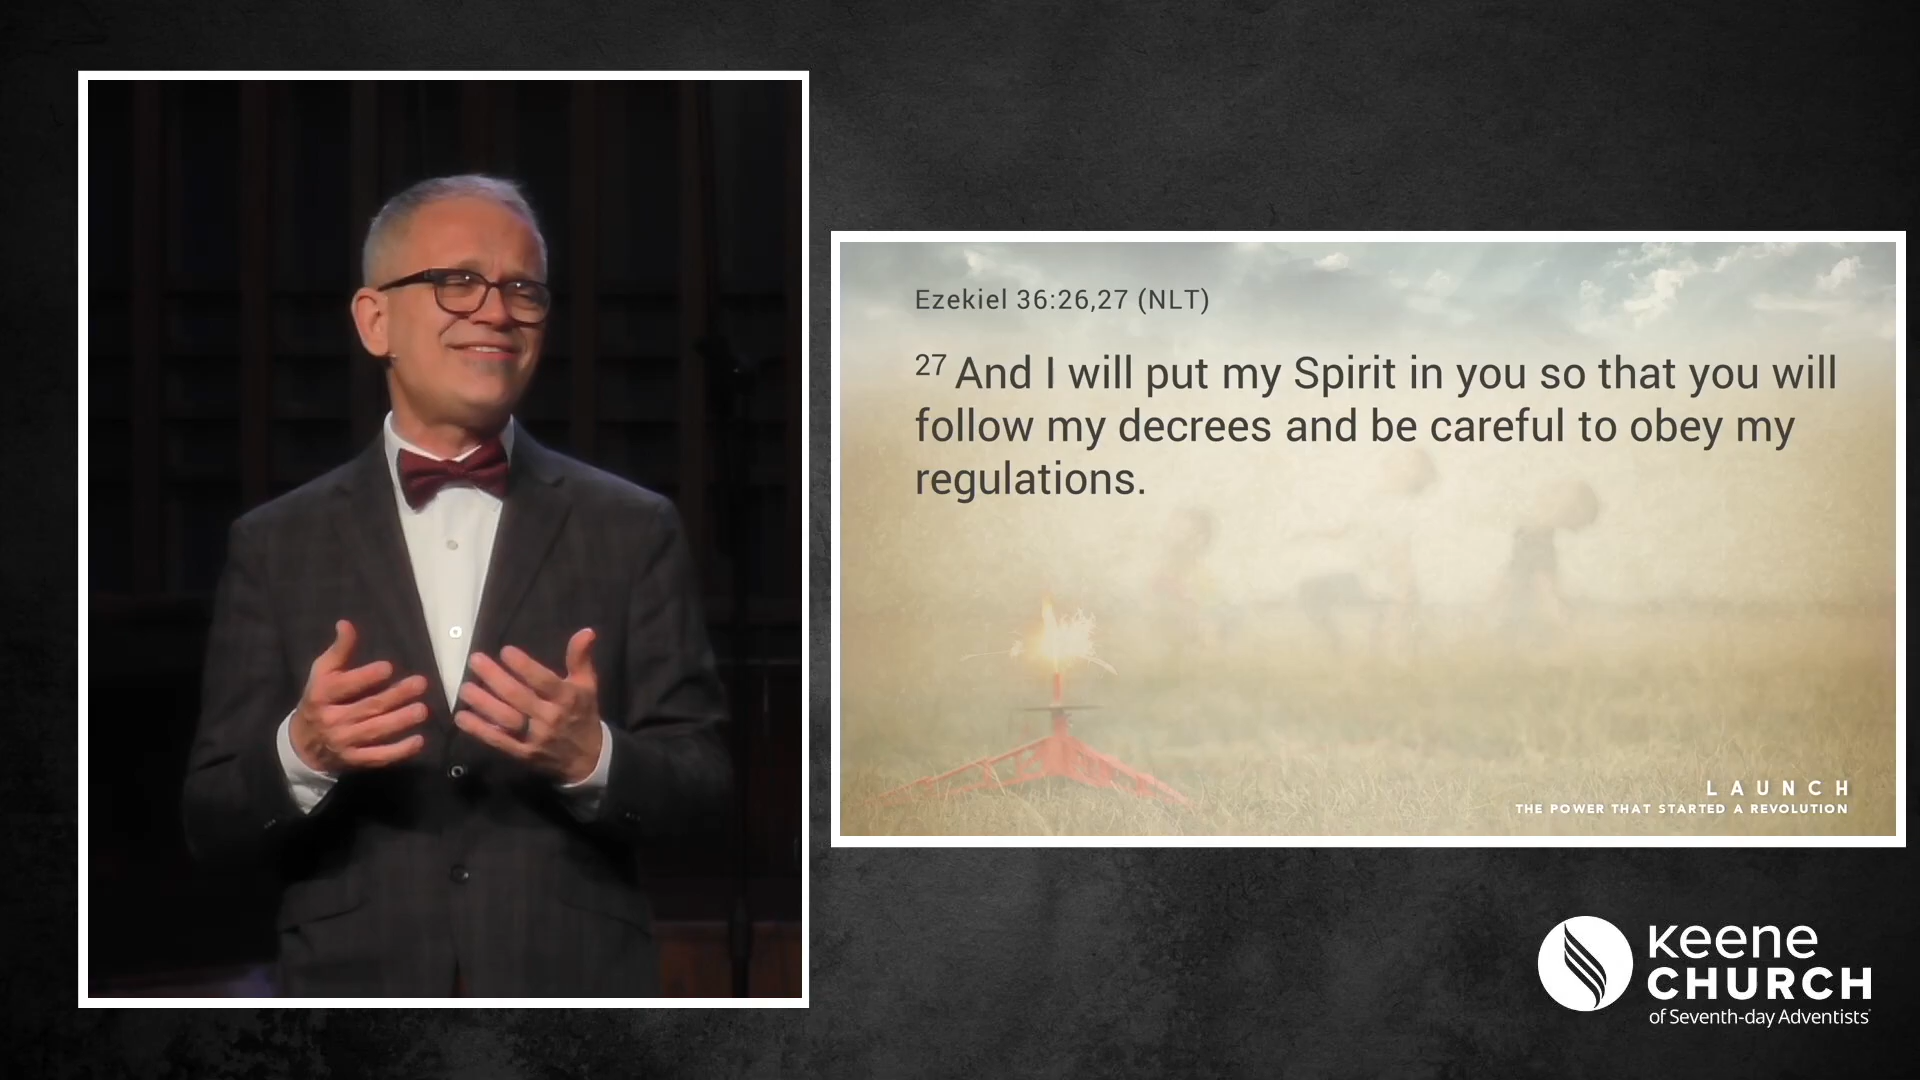 Ezekiel 36:26,27 (NLT)
27 And I will put my Spirit in you so that you will
follow my decrees and be careful to obey my
regulations.
LAUNCH
THE POWER THAT STARTED A REVOLUTION
Keene
CHURCH
of Seventh-day Adventists